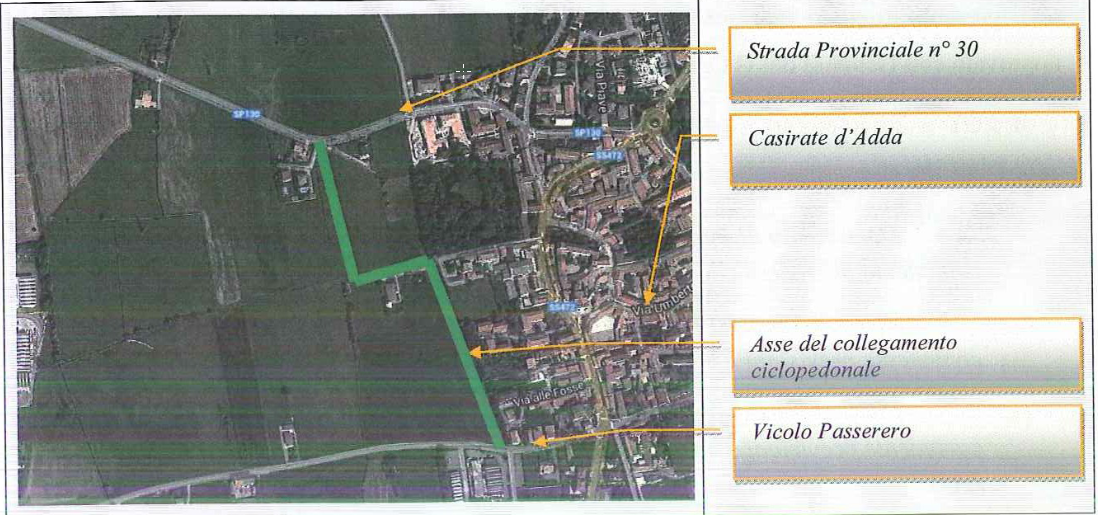 Strada Provinciale n° 30
Casirate d'Adda
Asse del collegamento
ciclopedonale
Vicolo Passerero
SP130
Via Piave
SP130
SS472
SS472
Via Umberto
Via alle Fosse